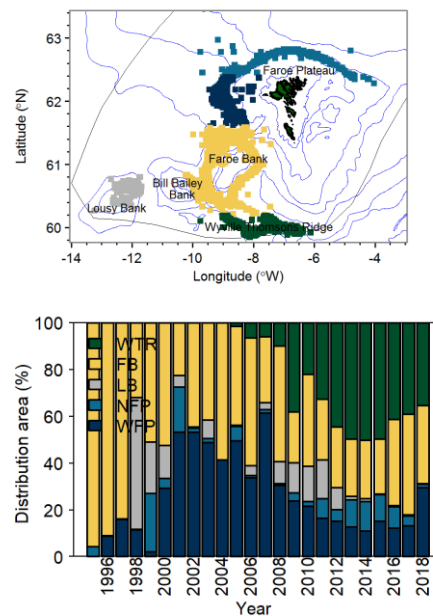 63
62
61
60
Latitude (°N)
Faroe Plateau
Faroe Bank
Bill Bailey
Bank
Lousy Bank
Wyville Thomsons Ridge
-14 -12 -10 -8 -6 -4
Longitude (°W)
100
80
60
40
20
0
Distribution area (%)
WTR
FB
LB
NFP
WFP
1996 1998 2000 2002 2004 2006 2008 2010 2012 2014 2016 2018
Year